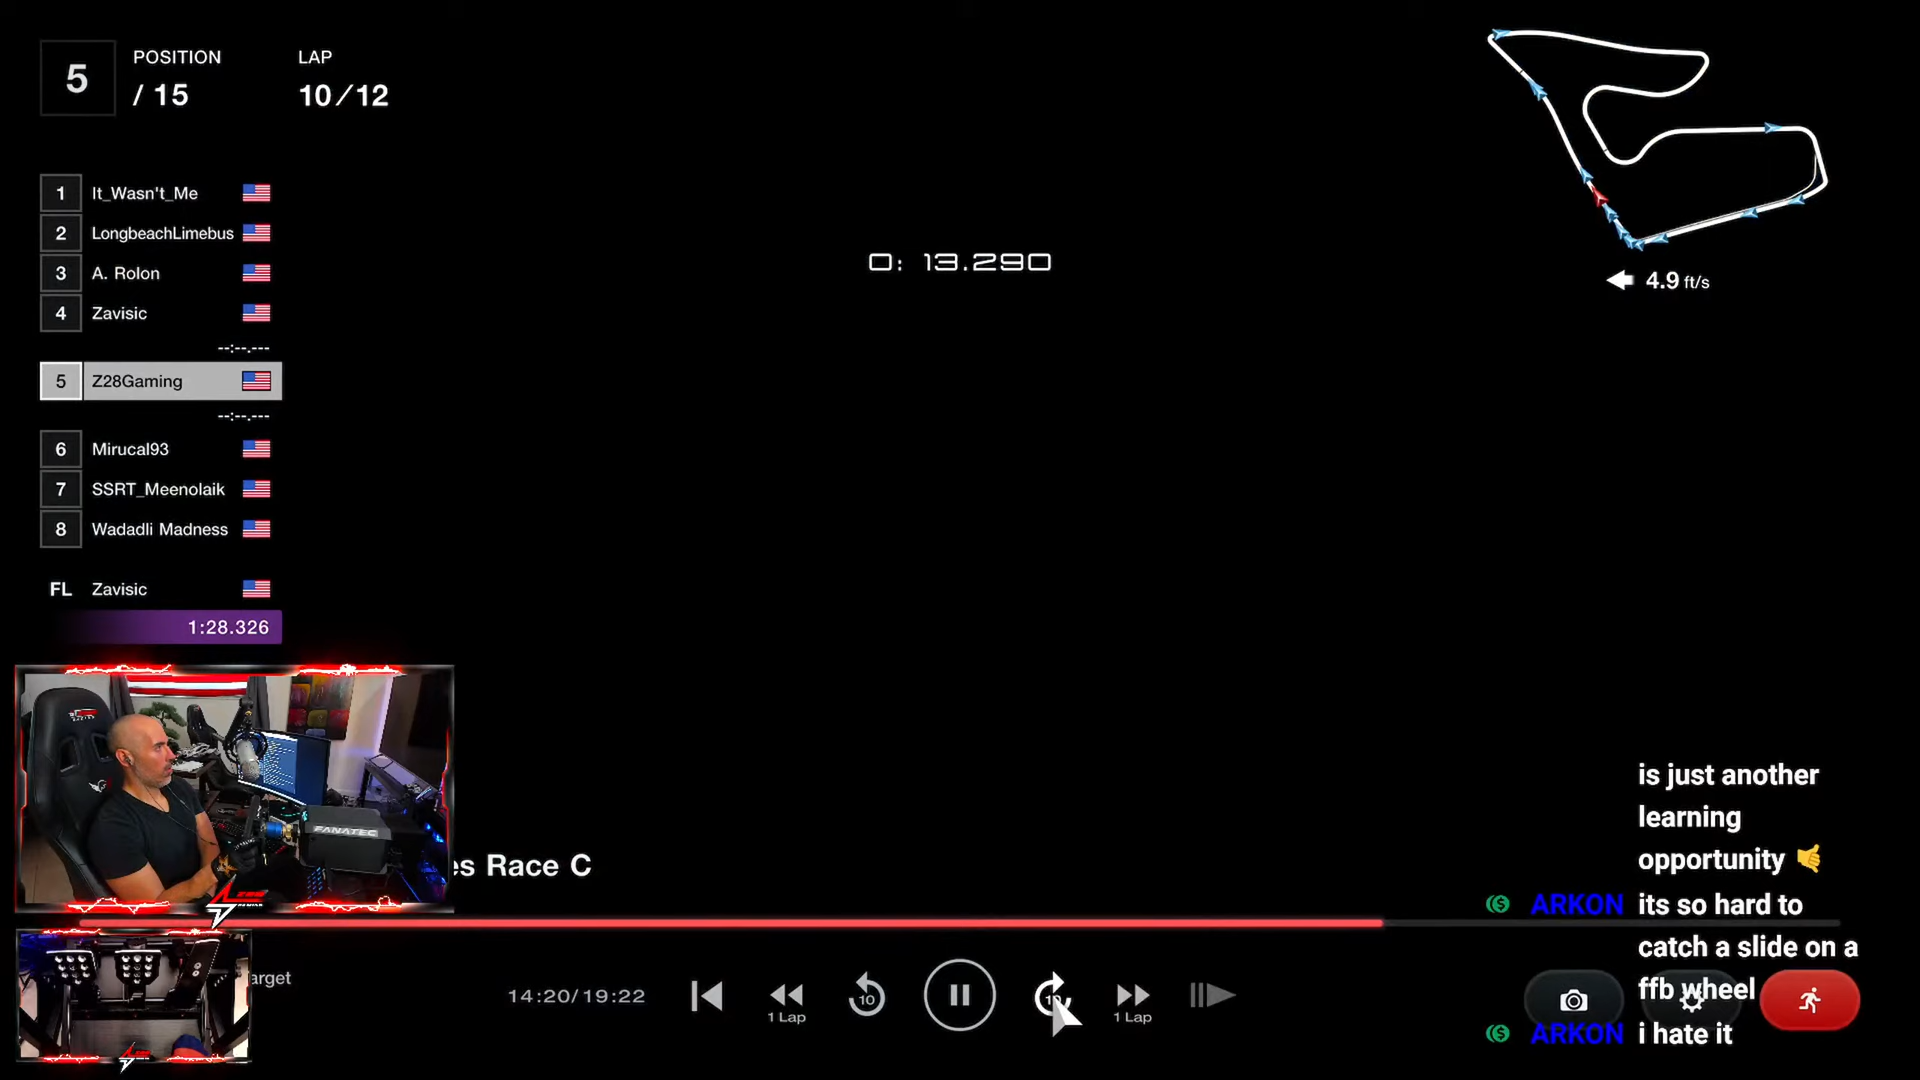 5
POSITION
/ 15
LAP
10/12
1 It_Wasn't_Me
2 LongbeachLimebus
3 A. Rolon
4 Zavisic
--:--.---
5 Z28Gaming
--:--.---
6 Mirucal93
7 SSRT_Meenolaik
8 Wadadli Madness
FL Zavisic
1:28.326
0: 13.290
4.9 ft/s
FANATEC
es Race C
arget
14:20/19:22
1 Lap
10
10
1 Lap
is just another
learning
opportunity
ARKON its so hard to
catch a slide on a
ffb wheel
ARKON i hate it